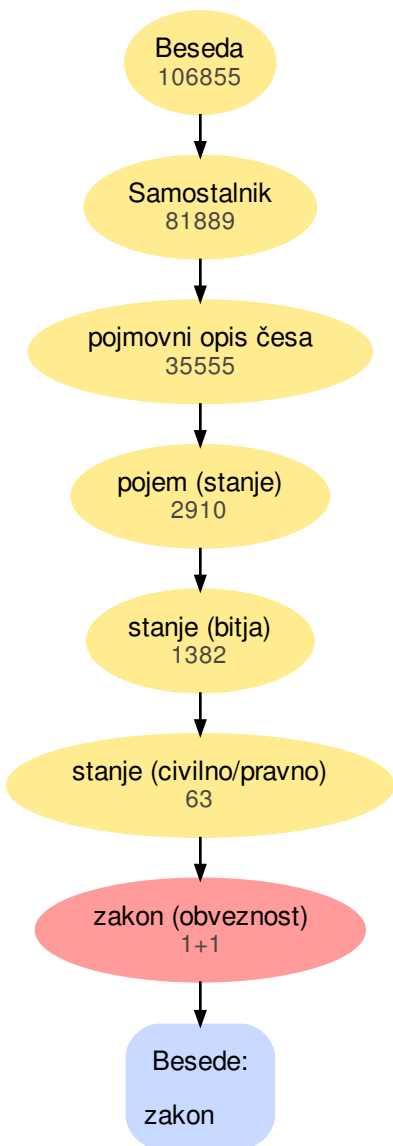 Beseda
106855
Samostalnik
81889
pojmovni opis česa
35555
pojem (stanje)
2910
stanje (bitja)
1382
stanje (civilno/pravno)
63
zakon (obveznost)
1+1
Besede:
zakon